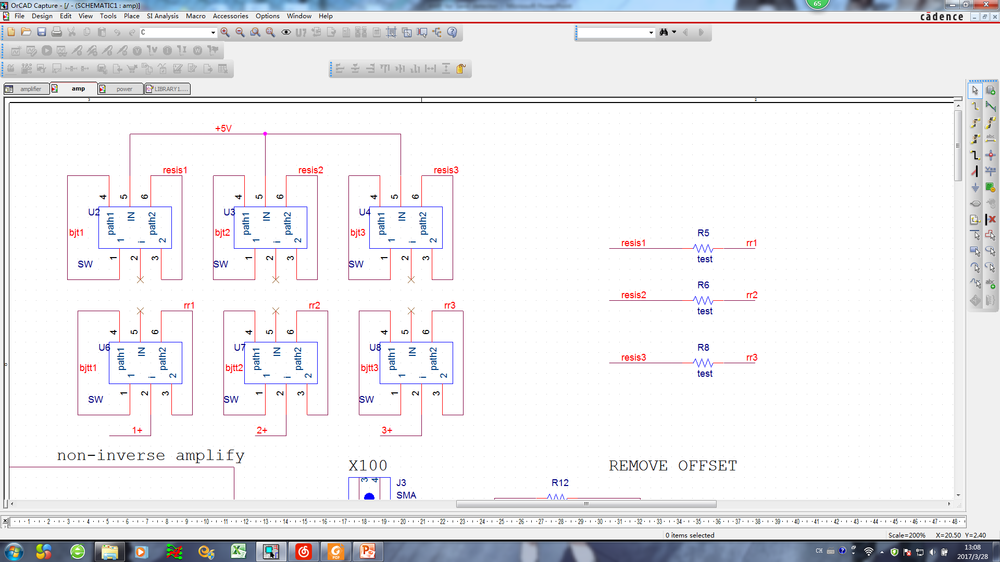 OrCAD Capture - [/ - (SCHEMATIC1 : amp)]
65
File Design Edit View Tools Place SI Analysis Macro Accessories Options Window Help
cādence
C
amplifier amp power LIBRARY1....
3 2
+5V
resis1 resis2 resis3
4 5 6 4 5 6 4 5 6
U2 path1 IN path2 U3 path1 IN path2 U4 path1 IN path2
bjt1 bjt2 bjt3
1 i 2 1 i 2 1 i 2
1 2 3 1 2 3 1 2 3
SW SW SW
R5
resis1 rr1
test
R6
resis2 rr2
test
R8
resis3 rr3
test
rr1 rr2 rr3
4 5 6 4 5 6 4 5 6
U6 path1 IN path2 U7 path1 IN path2 U8 path1 IN path2
bjtt1 bjtt2 bjtt3
1 i 2 1 i 2 1 i 2
1 2 3 1 2 3 1 2 3
SW SW SW
1+ 2+ 3+
non-inverse amplify
X100 REMOVE OFFSET
3 4 J3 R12
SMA
1 2 3 4 5 6 7 8 9 10 11 12 13 14 15 16 17 18 19 20 21 22 23 24 25 26 27 28 29 30 31 32 33 34 35 36 37 38 39 40 41 42 43 44 45 46 47 48
0 items selected Scale=200% X=20.50 Y=2.40
CH 13:08
2017/3/28